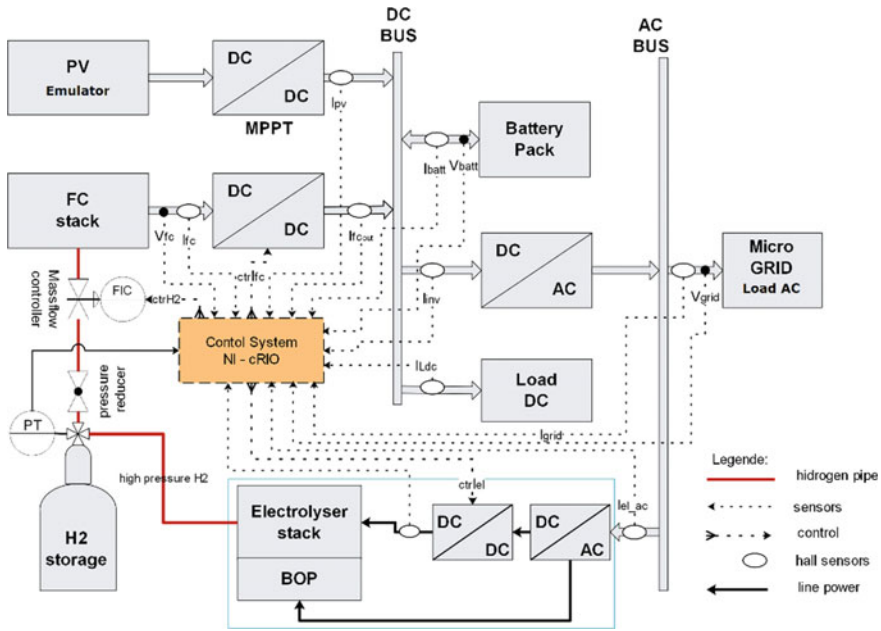 DC
BUS
AC
BUS
PV
Emulator
DC
DC
MPPT
Ipv
Battery
Pack
Ibatt
Vbatt
FC
stack
Vfc
Ifc
DC
DC
Ifcout
ctrIfc
DC
AC
Iinv
Micro
GRID
Load AC
Vgrid
Massflow
controller
FIC
ctrH2
Contol System
NI - cRIO
ILdc
Load
DC
pressure
reducer
PT
Igrid
high pressure H2
H2
storage
Electrolyser
stack
BOP
ctrIel
DC
DC
DC
AC
Iel_ac
Legende:
hidrogen pipe
sensors
control
hall sensors
line power